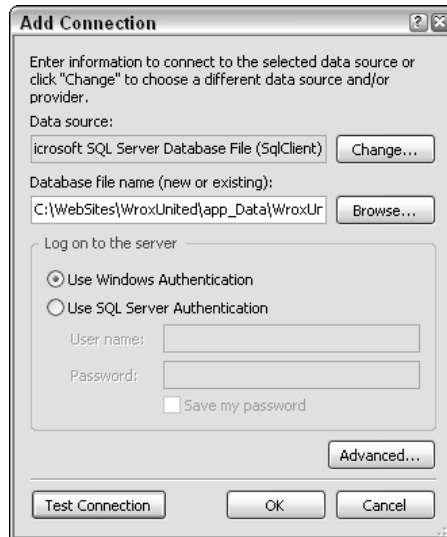 Add Connection
Enter information to connect to the selected data source or
click "Change" to choose a different data source and/or
provider.
Data source:
icrosoft SQL Server Database File (SqlClient)
Change...
Database file name (new or existing):
C:\WebSites\WroxUnited\app_Data\WroxUr
Browse...
Log on to the server
Use Windows Authentication
Use SQL Server Authentication
User name:
Password:
Save my password
Advanced...
Test Connection
OK
Cancel